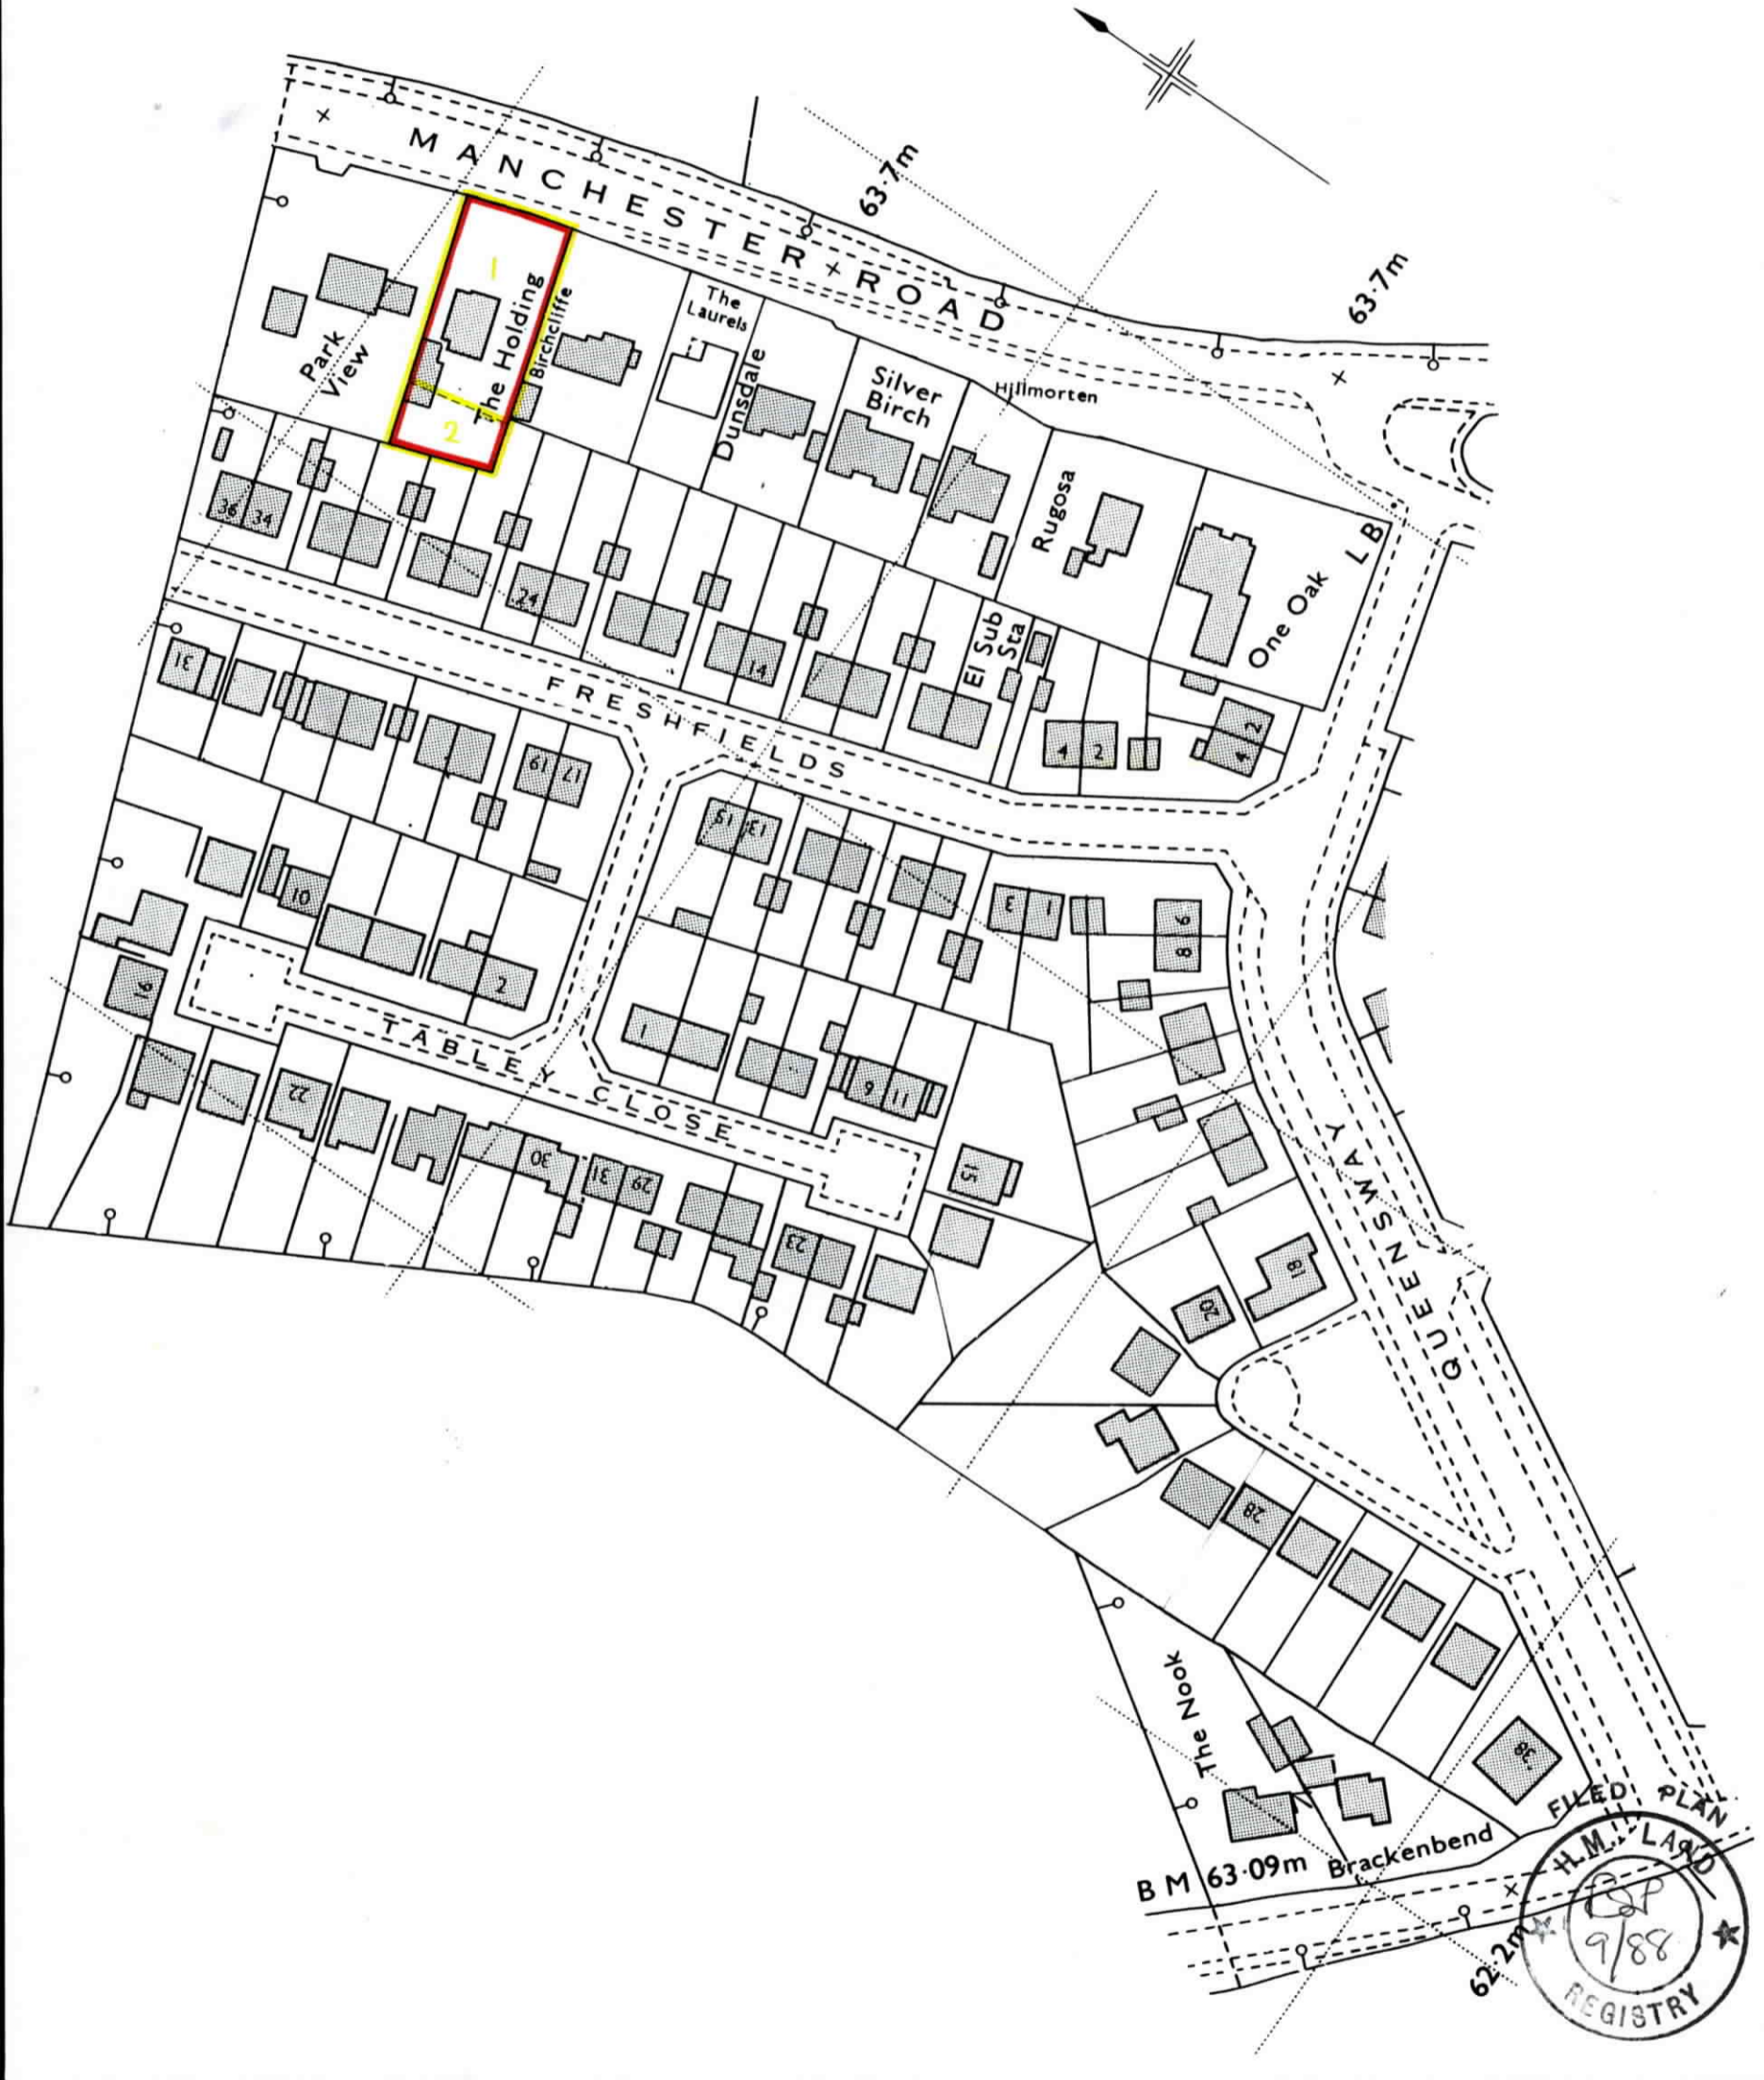 MANCHESTER ROAD
63·7m
63·7m
1
The Holding
2
Birchcliffe
Park
View
The
Laurels
Dunsdale
Silver
Birch
Hillmorten
Rugosa
One Oak
L B
El Sub
Sta
36
34
24
14
4
2
2
4
FRESHFIELDS
31
19
17
15
13
3
1
6
8
10
2
16
TABLEY CLOSE
1
9
11
22
30
31
29
23
15
18
20
QUEENSWAY
28
38
The Nook
Brackenbend
B M 63·09m
62·2m
FILED PLAN
H.M. LAND
REGISTRY
9/88